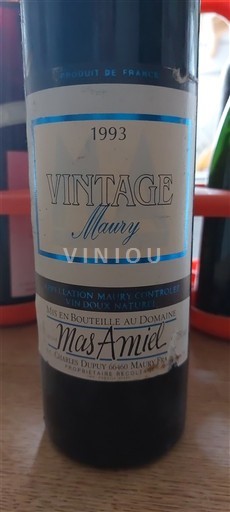 PRODUIT DE FRANCE
1993
VINTAGE
Maury
VINIOU
APPELLATION MAURY CONTROLÉE
VIN DOUX NATUREL
MIS EN BOUTEILLE AU DOMAINE
Mas Amiel
CHARLES DUPUY 66460 MAURY
PROPRIETAIRE RECOLTANT